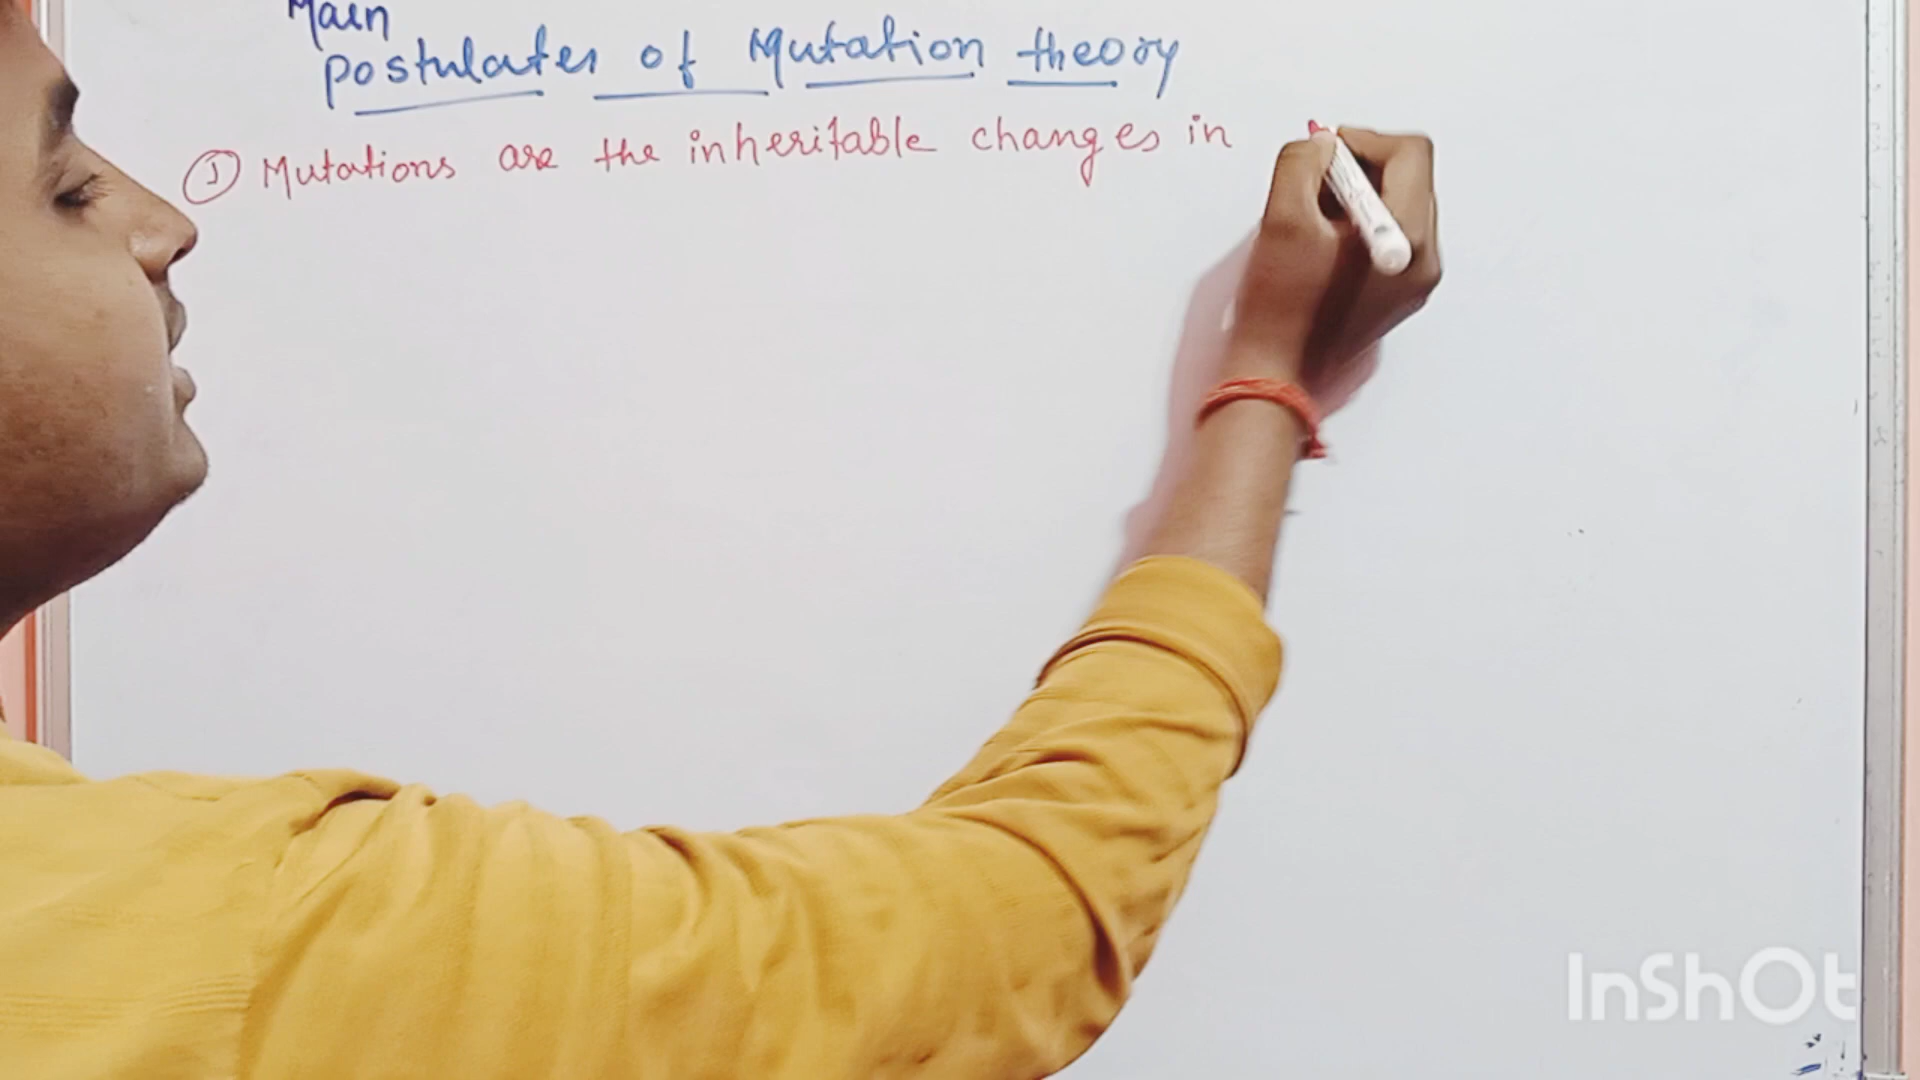 Main
Postulates of Mutation theory
① Mutations are the inheritable changes in
InShOt